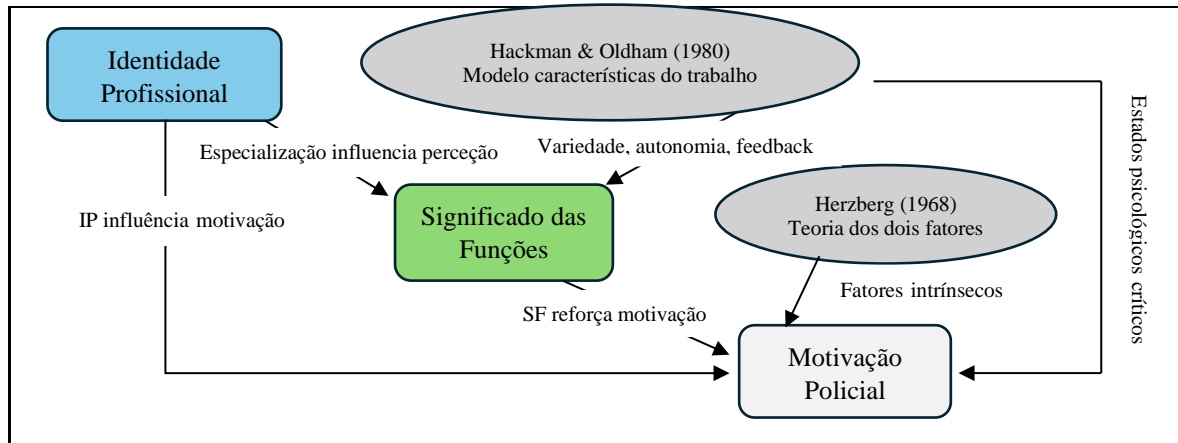 Identidade
Profissional
Hackman & Oldham (1980)
Modelo características do trabalho
Especialização influencia perceção
Variedade, autonomia, feedback
Estados psicológicos críticos
IP influência motivação
Significado das
Funções
Herzberg (1968)
Teoria dos dois fatores
Fatores intrínsecos
SF reforça motivação
Motivação
Policial